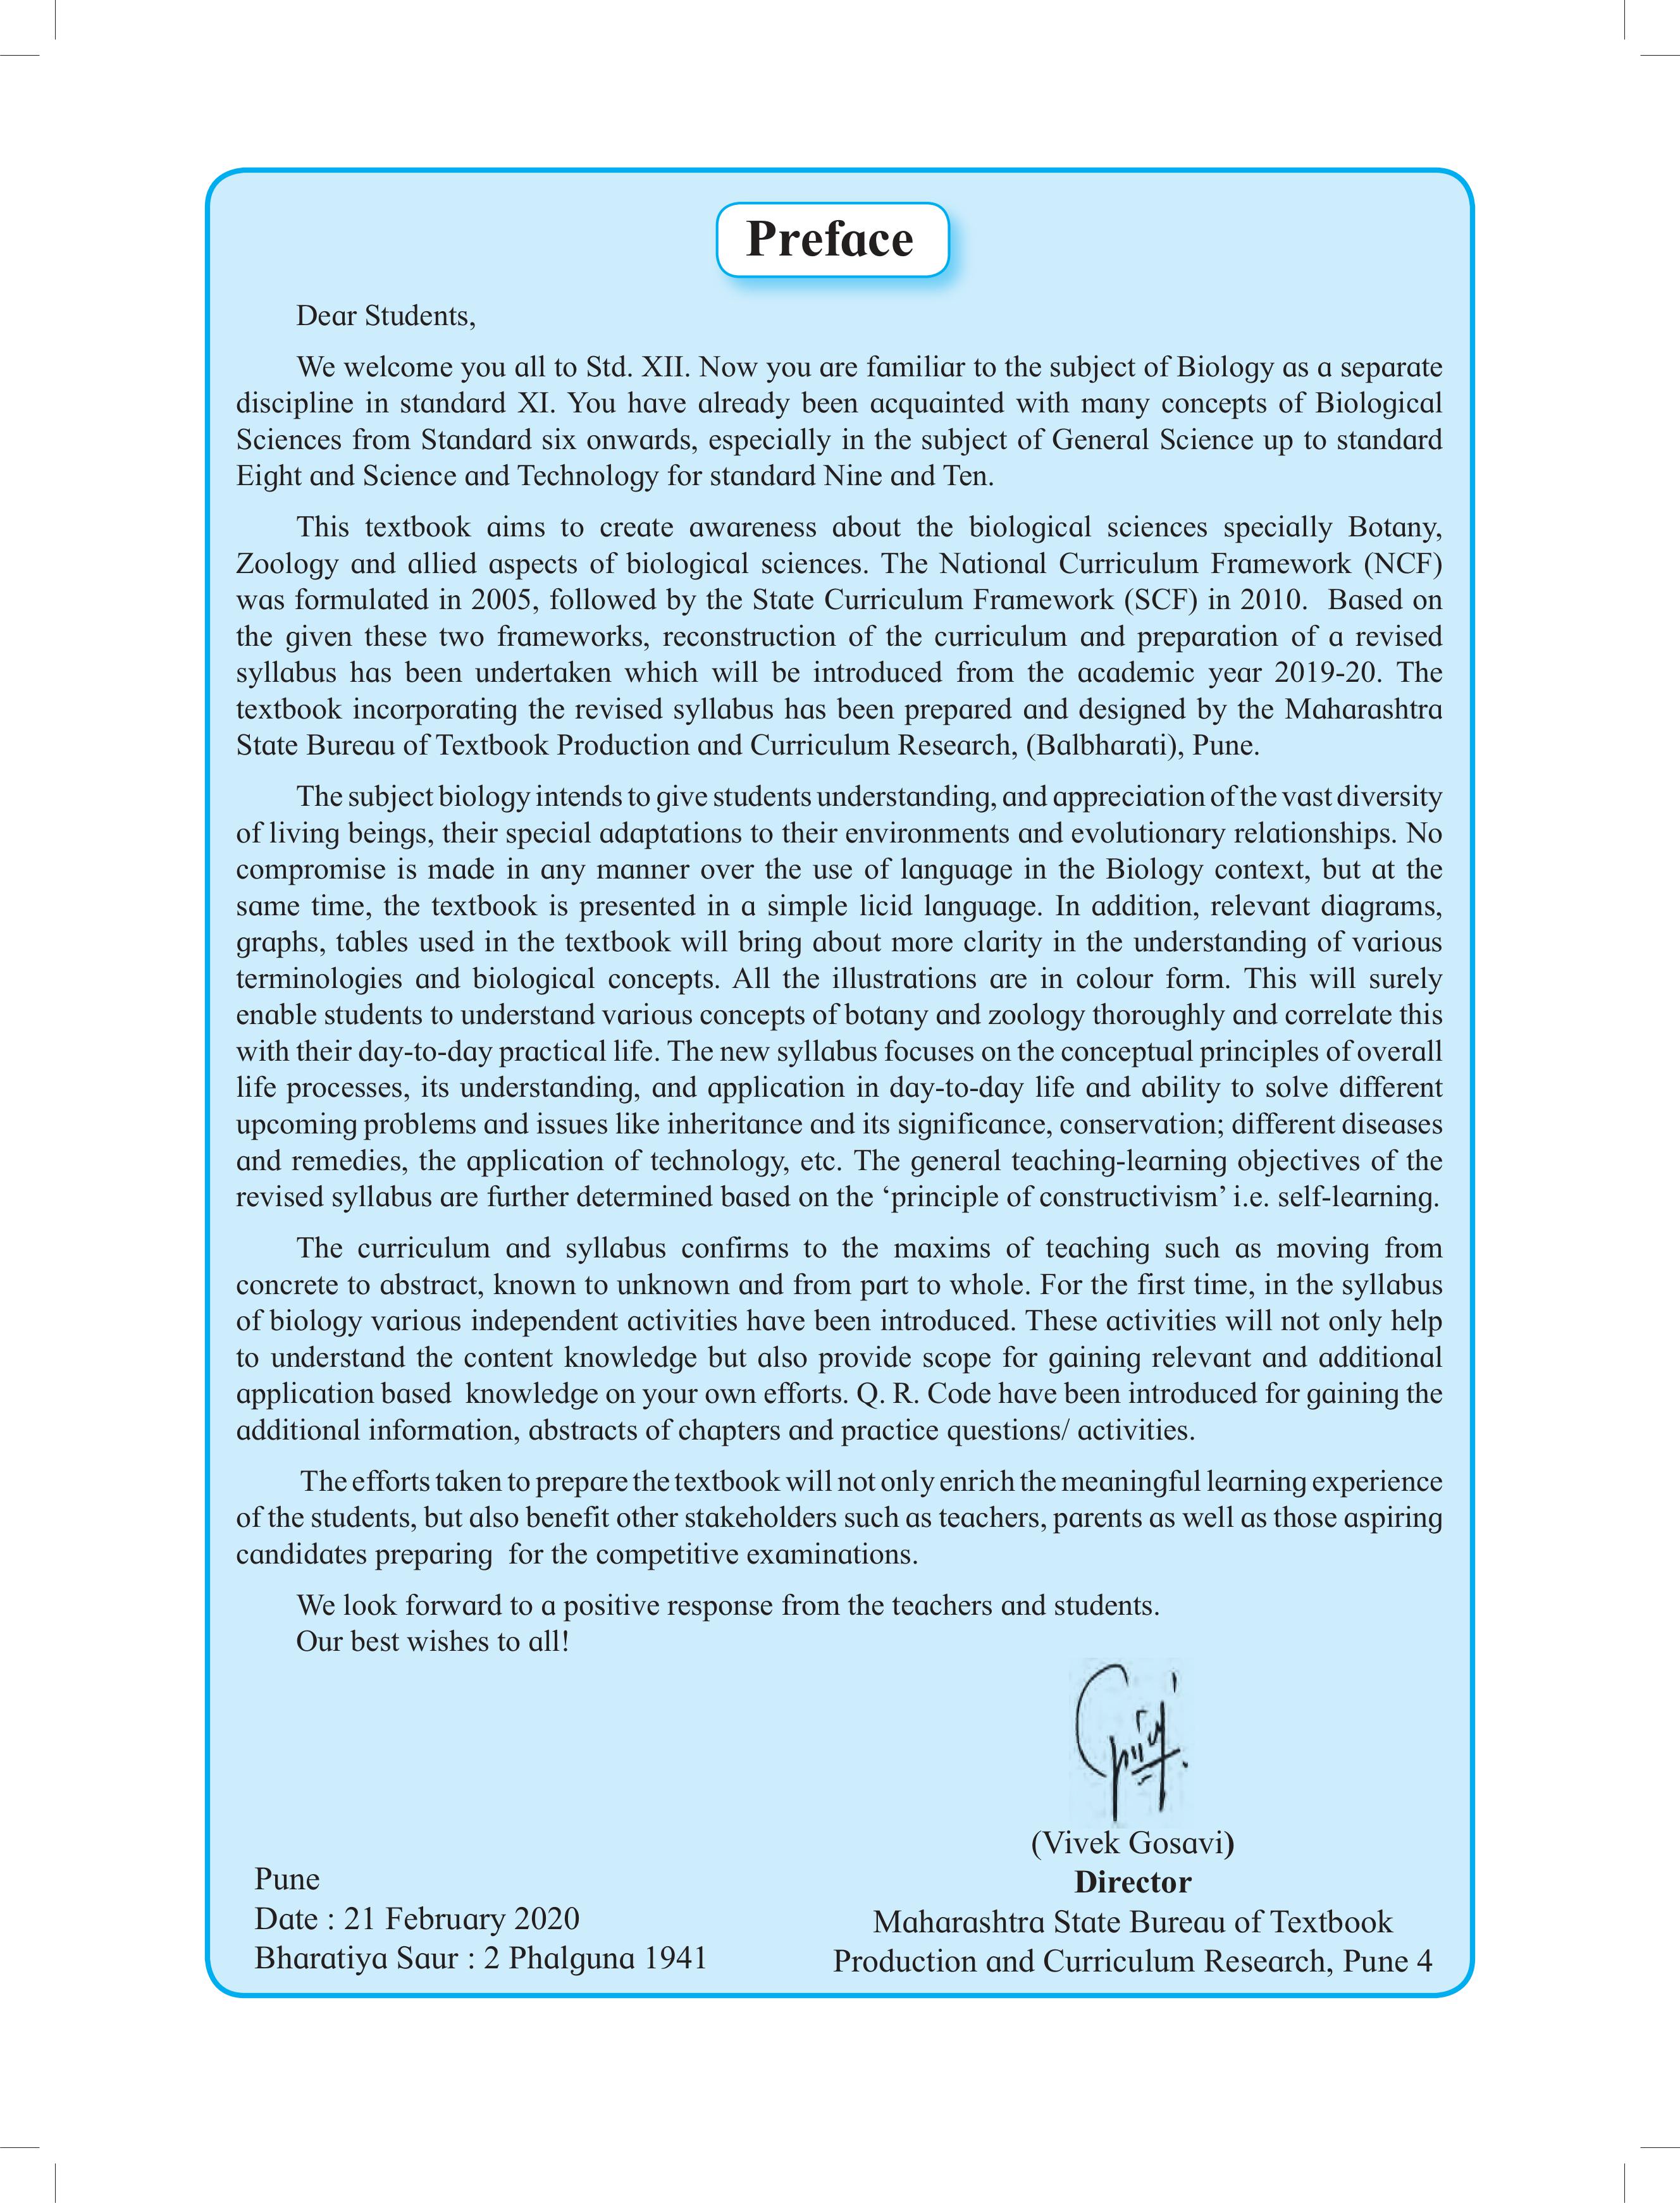 Preface
Dear Students,
We welcome you all to Std. XII. Now you are familiar to the subject of Biology as a separate
discipline in standard XI. You have already been acquainted with many concepts of Biological
Sciences from Standard six onwards, especially in the subject of General Science up to standard
Eight and Science and Technology for standard Nine and Ten.
This textbook aims to create awareness about the biological sciences specially Botany,
Zoology and allied aspects of biological sciences. The National Curriculum Framework (NCF)
was formulated in 2005, followed by the State Curriculum Framework (SCF) in 2010. Based on
the given these two frameworks, reconstruction of the curriculum and preparation of a revised
syllabus has been undertaken which will be introduced from the academic year 2019-20. The
textbook incorporating the revised syllabus has been prepared and designed by the Maharashtra
State Bureau of Textbook Production and Curriculum Research, (Balbharati), Pune.
The subject biology intends to give students understanding, and appreciation of the vast diversity
of living beings, their special adaptations to their environments and evolutionary relationships. No
compromise is made in any manner over the use of language in the Biology context, but at the
same time, the textbook is presented in a simple licid language. In addition, relevant diagrams,
graphs, tables used in the textbook will bring about more clarity in the understanding of various
terminologies and biological concepts. All the illustrations are in colour form. This will surely
enable students to understand various concepts of botany and zoology thoroughly and correlate this
with their day-to-day practical life. The new syllabus focuses on the conceptual principles of overall
life processes, its understanding, and application in day-to-day life and ability to solve different
upcoming problems and issues like inheritance and its significance, conservation; different diseases
and remedies, the application of technology, etc. The general teaching-learning objectives of the
revised syllabus are further determined based on the ‘principle of constructivism’ i.e. self-learning.
The curriculum and syllabus confirms to the maxims of teaching such as moving from
concrete to abstract, known to unknown and from part to whole. For the first time, in the syllabus
of biology various independent activities have been introduced. These activities will not only help
to understand the content knowledge but also provide scope for gaining relevant and additional
application based knowledge on your own efforts. Q. R. Code have been introduced for gaining the
additional information, abstracts of chapters and practice questions/ activities.
The efforts taken to prepare the textbook will not only enrich the meaningful learning experience
of the students, but also benefit other stakeholders such as teachers, parents as well as those aspiring
candidates preparing for the competitive examinations.
We look forward to a positive response from the teachers and students.
Our best wishes to all!
(Vivek Gosavi)
Director
Maharashtra State Bureau of Textbook
Production and Curriculum Research, Pune 4
Pune
Date : 21 February 2020
Bharatiya Saur : 2 Phalguna 1941